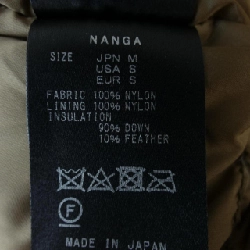 NANGA
SIZE JPN M
USA S
EUR S
FABRIC 100% NYLON
LINING 100% NYLON
INSULATION
90% DOWN
10% FEATHER
F
MADE IN JAPAN